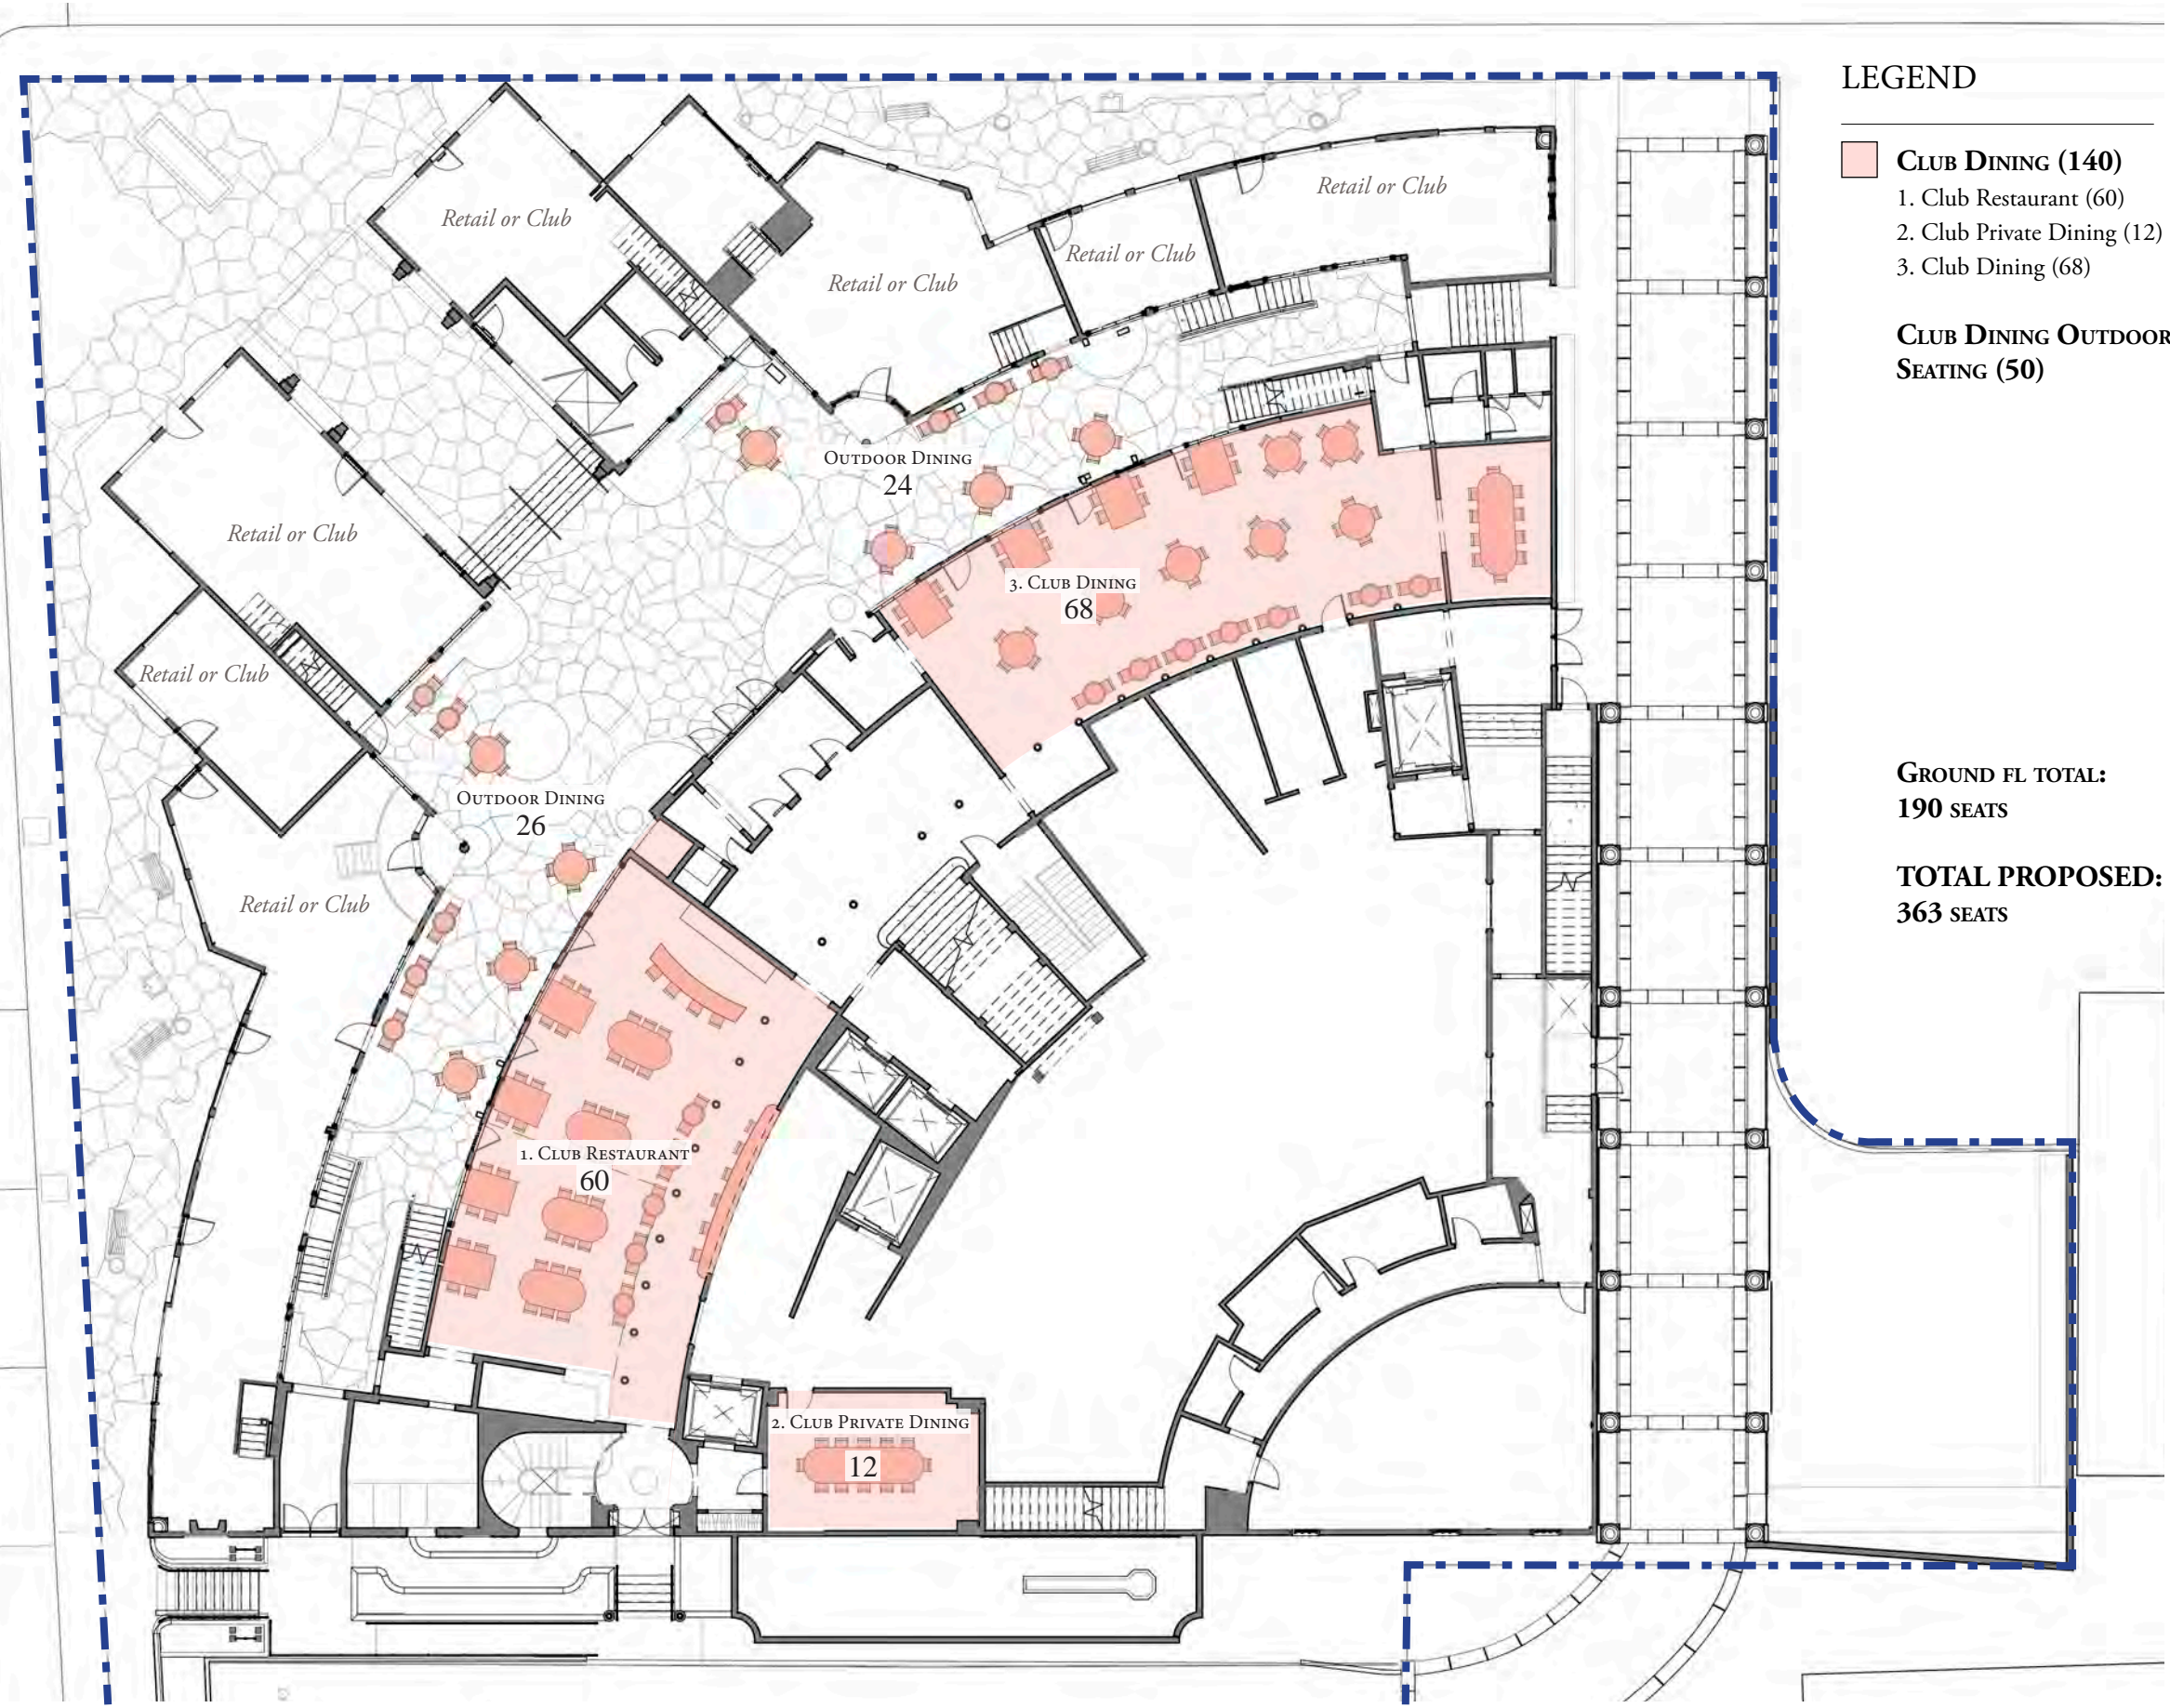 LEGEND
Club Dining (140)
1. Club Restaurant (60)
2. Club Private Dining (12)
3. Club Dining (68)
Club Dining Outdoor
Seating (50)
Ground fl total:
190 seats
TOTAL PROPOSED:
363 seats
Retail or Club
Retail or Club
Retail or Club
Retail or Club
Outdoor Dining
24
Retail or Club
3. Club Dining
68
Retail or Club
Outdoor Dining
26
Retail or Club
1. Club Restaurant
60
2. Club Private Dining
12